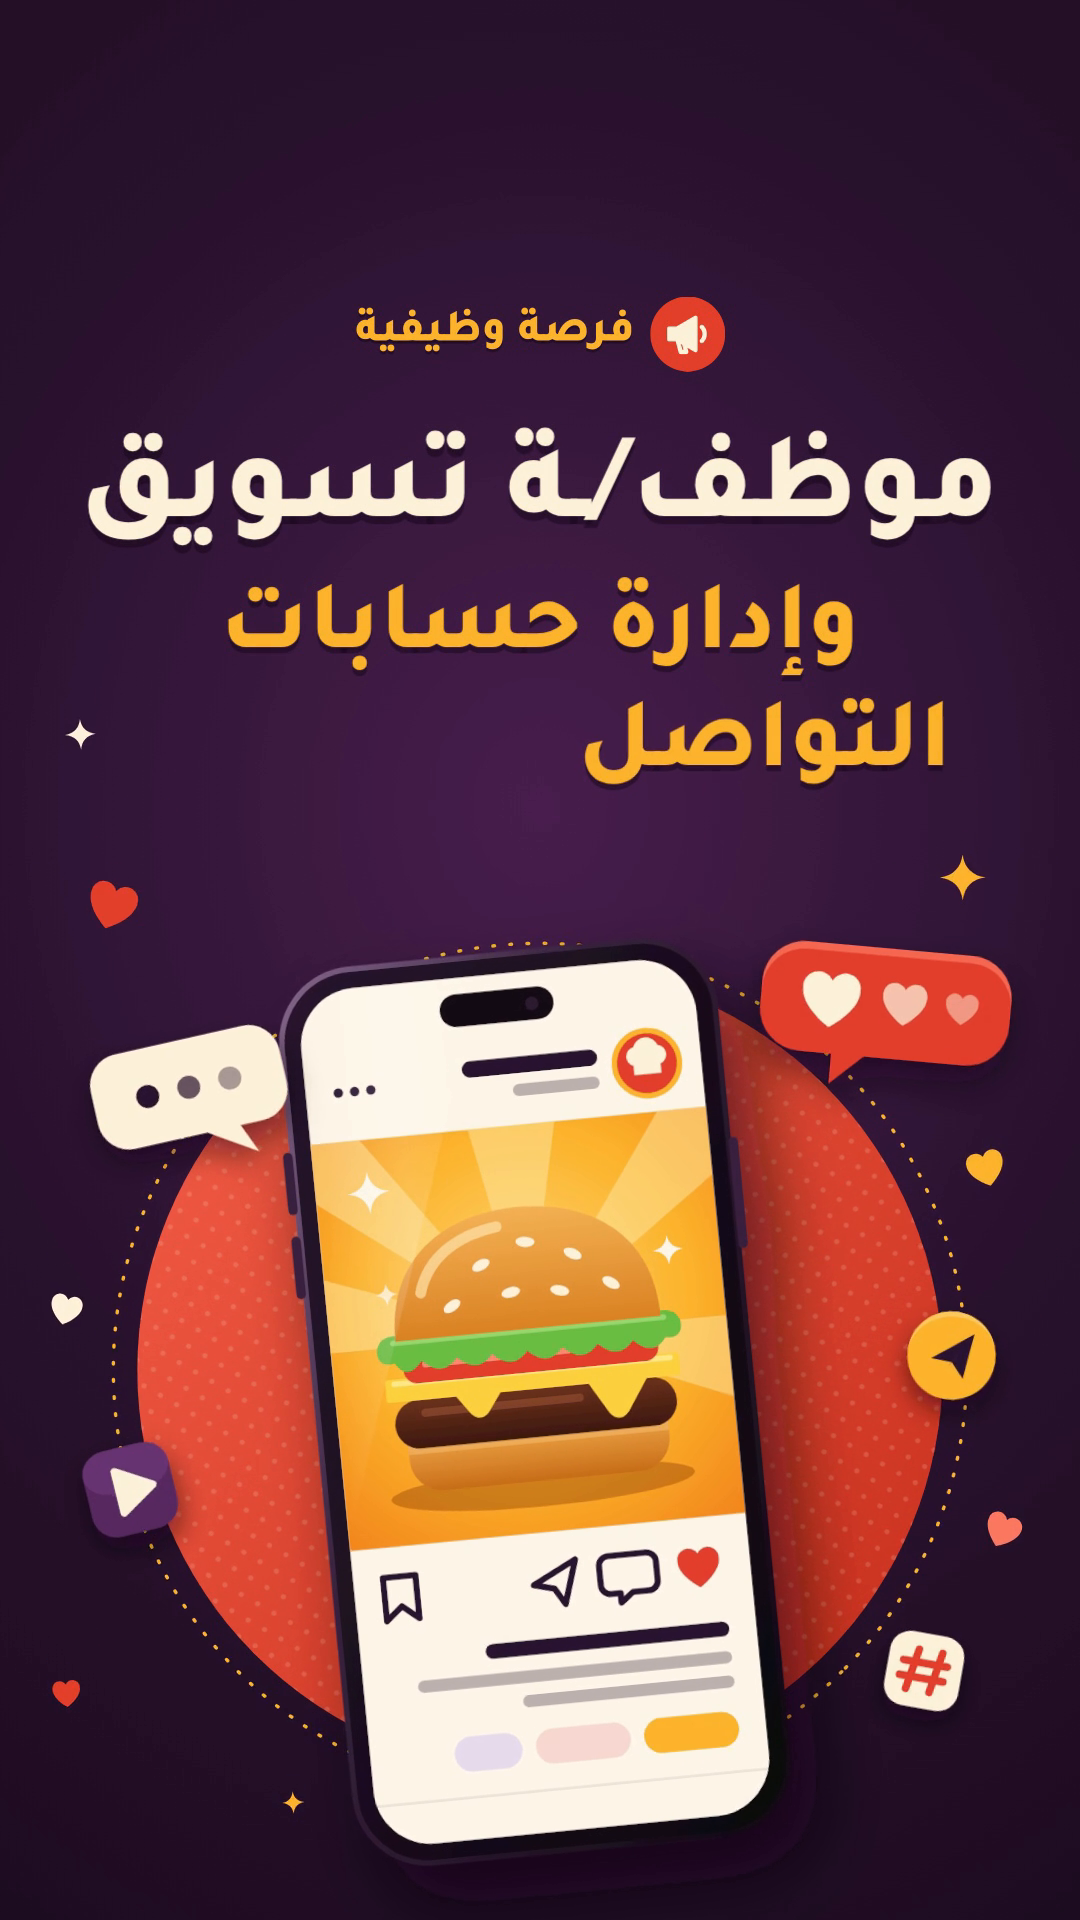 فرصة وظيفية
موظف/ة تسويق
وإدارة حسابات
التواصل
#